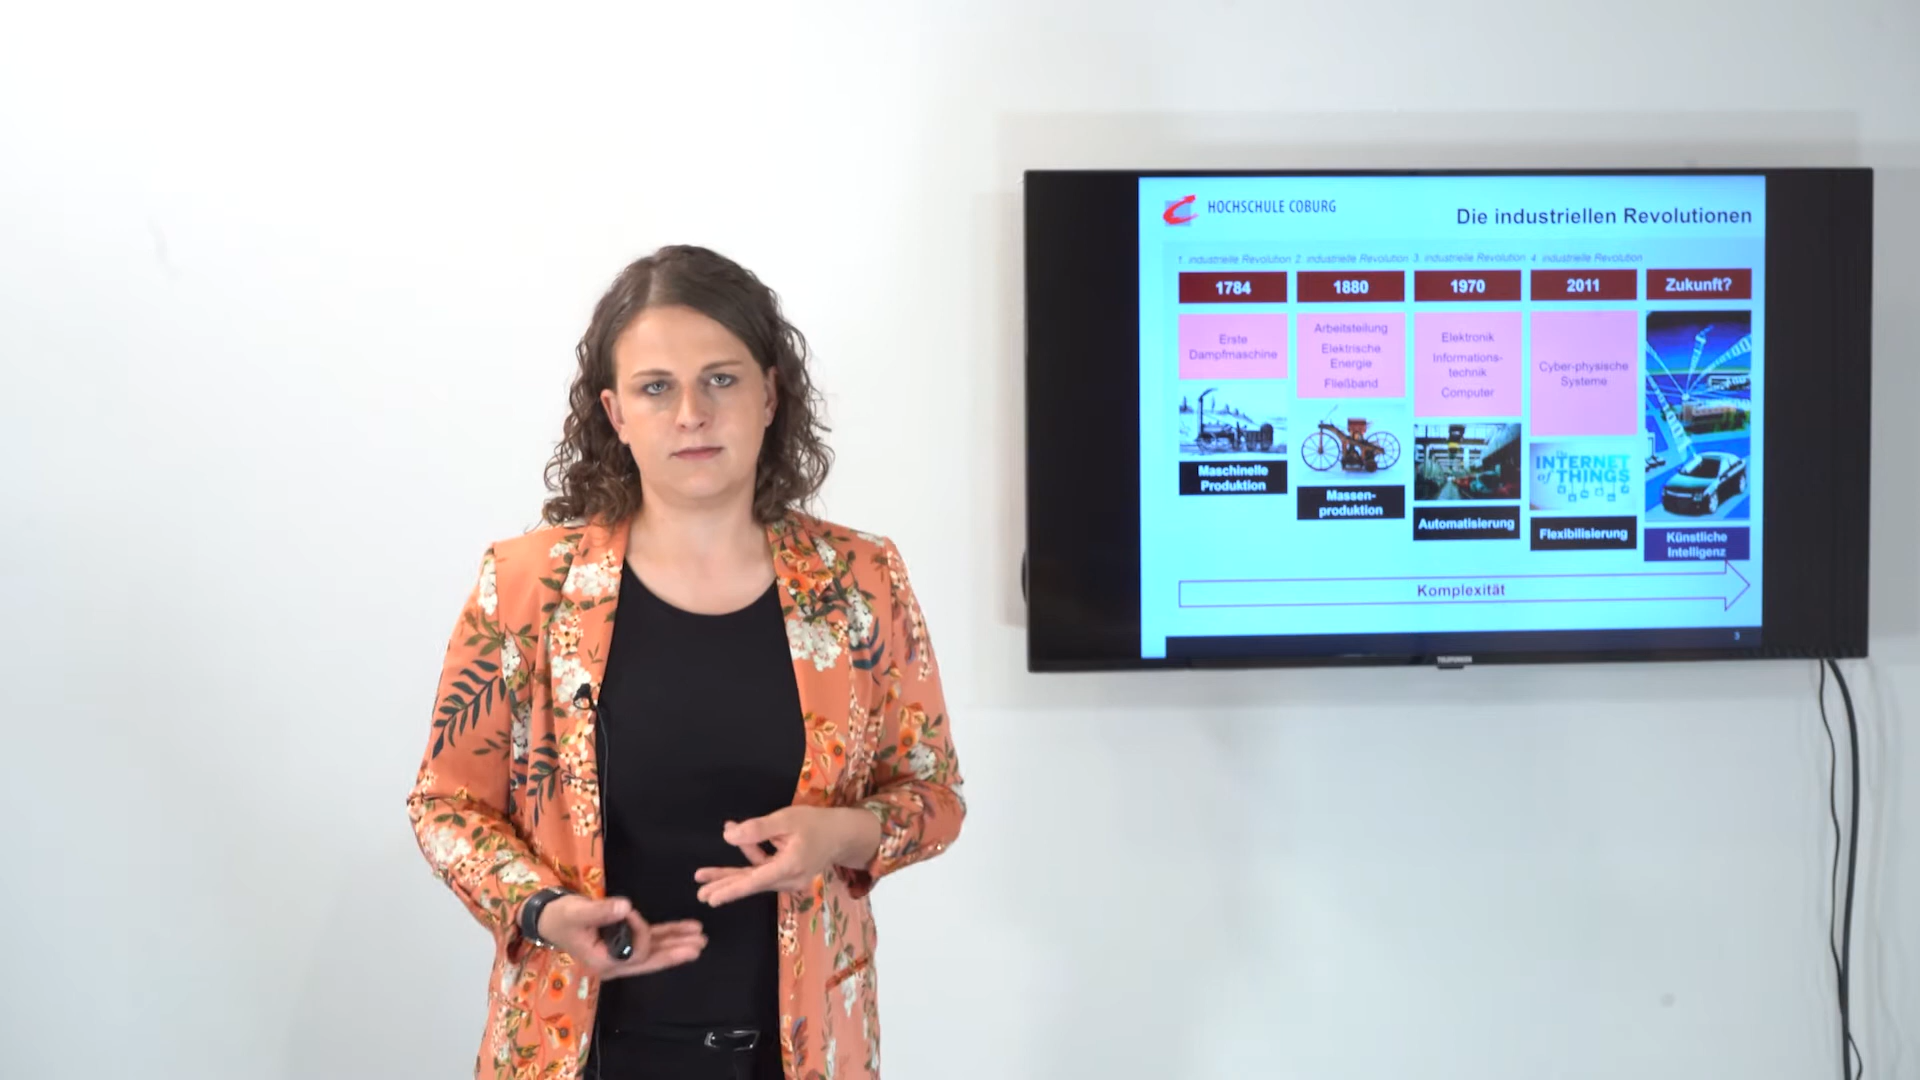 HOCHSCHULE COBURG
Die industriellen Revolutionen
1. industrielle Revolution 2. industrielle Revolution 3. industrielle Revolution 4. industrielle Revolution
1784
1880
1970
2011
Zukunft?
Erste
Dampfmaschine
Arbeitsteilung
Elektrische
Energie
Fließband
Elektronik
Informations-
technik
Computer
Cyber-physische
Systeme
INTERNET
of THINGS
Maschinelle
Produktion
Massen-
produktion
Automatisierung
Flexibilisierung
Künstliche
Intelligenz
Komplexität
3
TELEFUNKEN